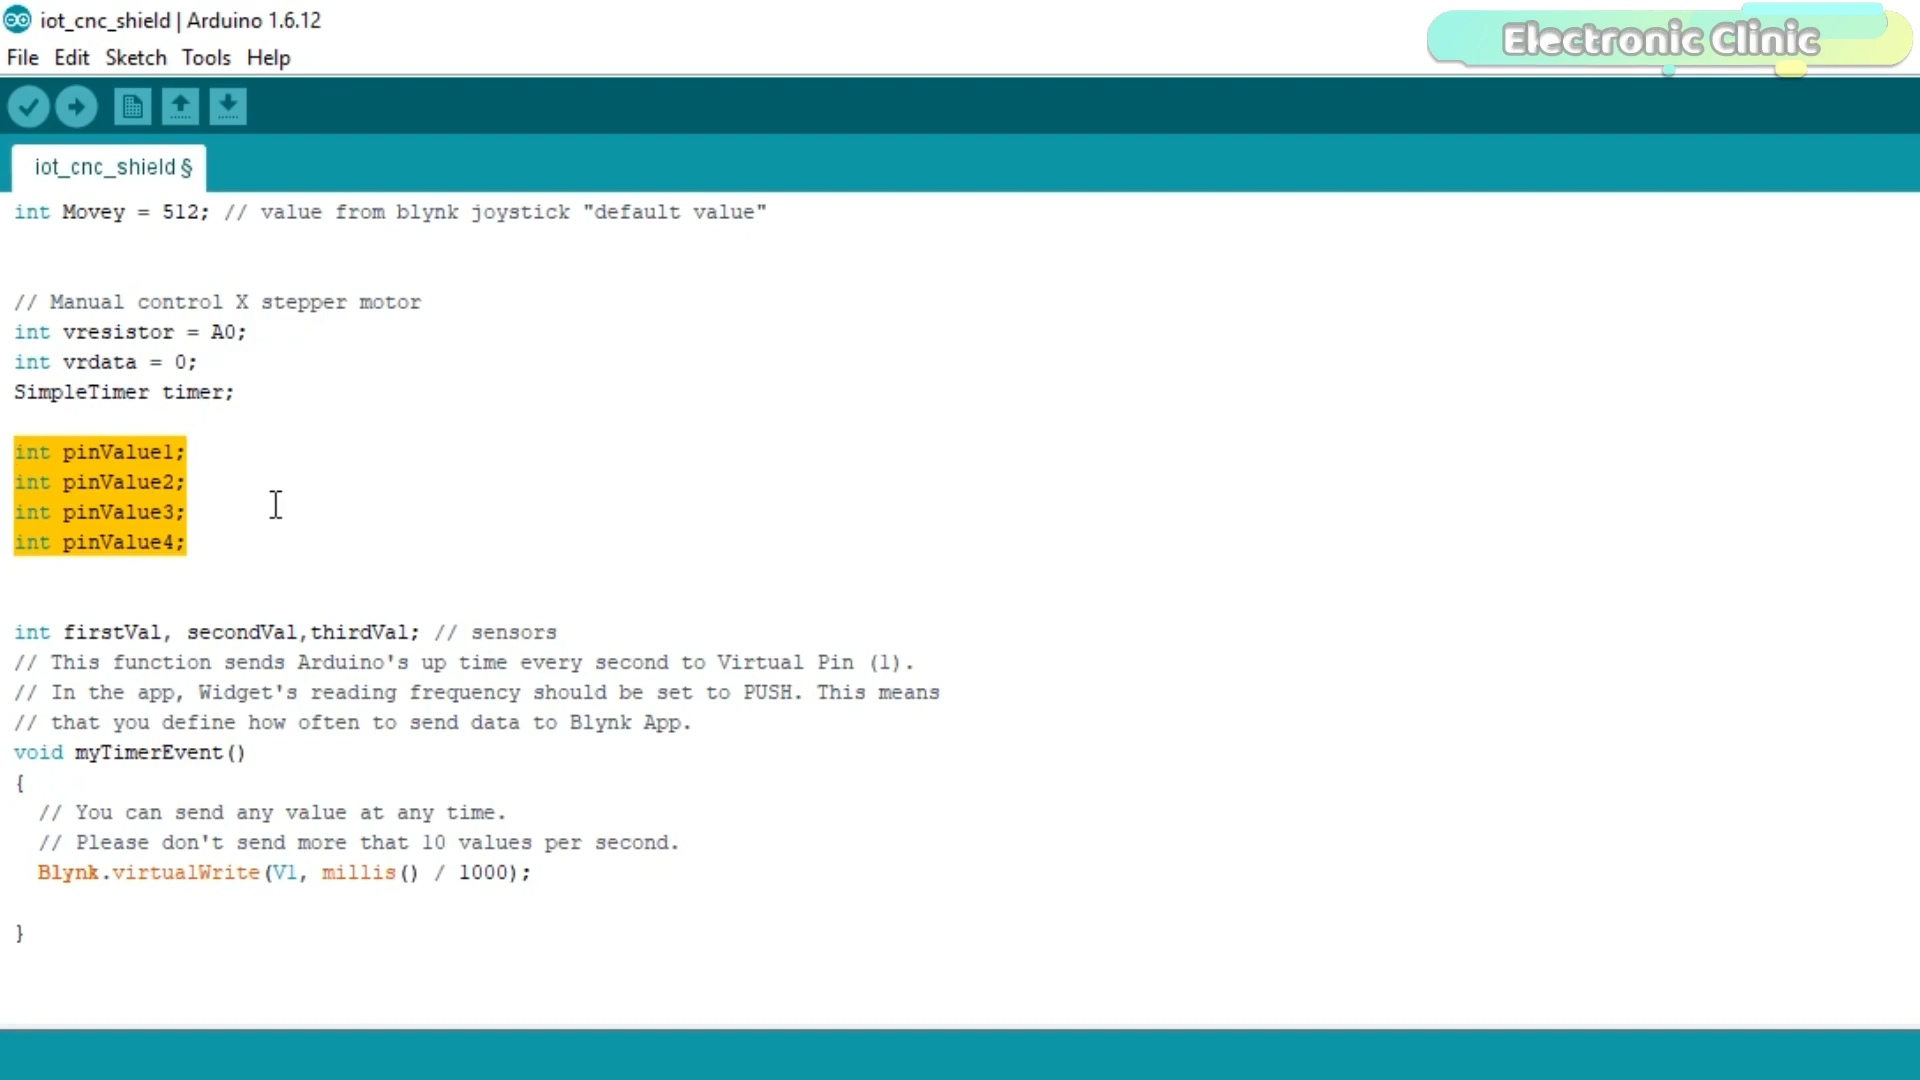 iot_cnc_shield | Arduino 1.6.12
Electronic Clinic
File Edit Sketch Tools Help
iot_cnc_shield §
int Movey = 512; // value from blynk joystick "default value"
// Manual control X stepper motor
int vresistor = A0;
int vrdata = 0;
SimpleTimer timer;
int pinValue1;
int pinValue2;
int pinValue3;
int pinValue4;
int firstVal, secondVal,thirdVal; // sensors
// This function sends Arduino's up time every second to Virtual Pin (1).
// In the app, Widget's reading frequency should be set to PUSH. This means
// that you define how often to send data to Blynk App.
void myTimerEvent()
{
// You can send any value at any time.
// Please don't send more that 10 values per second.
Blynk.virtualWrite(V1, millis() / 1000);
}